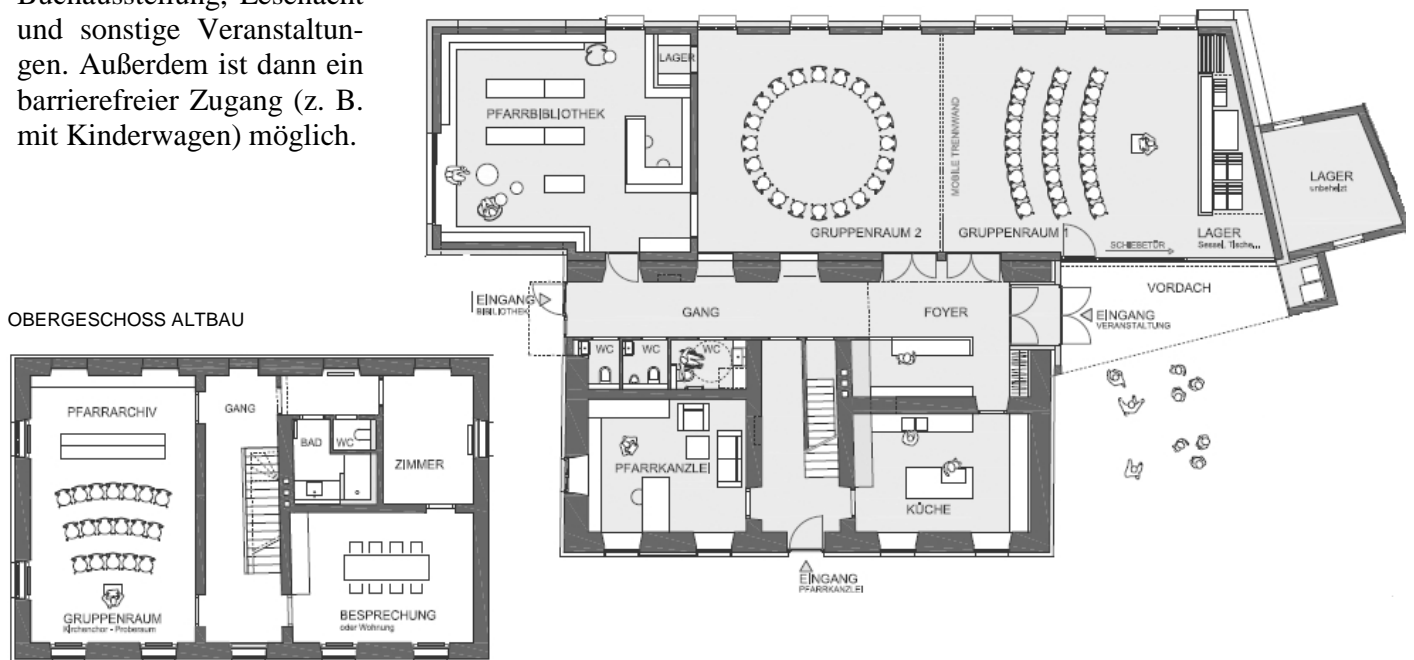 Buchausstellung, Lesenacht
und sonstige Veranstaltun-
gen. Außerdem ist dann ein
barrierefreier Zugang (z. B.
mit Kinderwagen) möglich.
LAGER
PFARRBIBLIOTHEK
MOBILE TRENNWAND
GRUPPENRAUM 2
GRUPPENRAUM 1
SCHIEBETÜR
LAGER
Sessel, Tische...
LAGER
unbeheizt
VORDACH
EINGANG
BIBLIOTHEK
GANG
FOYER
EINGANG
VERANSTALTUNG
WC
WC
WC
PFARRKANZLEI
KÜCHE
EINGANG
PFARRKANZLEI
OBERGESCHOSS ALTBAU
PFARRARCHIV
GANG
BAD
WC
ZIMMER
GRUPPENRAUM
Kirchenchor - Proberaum
BESPRECHUNG
oder Wohnung